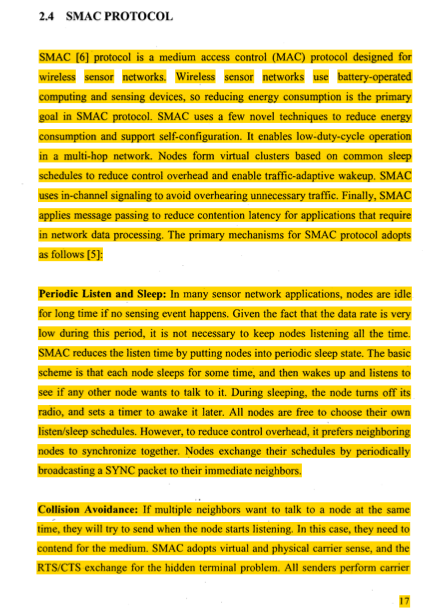 2.4 SMAC PROTOCOL
SMAC [6] protocol is a medium access control (MAC) protocol designed for
wireless sensor networks. Wireless sensor networks use battery-operated
computing and sensing devices, so reducing energy consumption is the primary
goal in SMAC protocol. SMAC uses a few novel techniques to reduce energy
consumption and support self-configuration. It enables low-duty-cycle operation
in a multi-hop network. Nodes form virtual clusters based on common sleep
schedules to reduce control overhead and enable traffic-adaptive wakeup. SMAC
uses in-channel signaling to avoid overhearing unnecessary traffic. Finally, SMAC
applies message passing to reduce contention latency for applications that require
in network data processing. The primary mechanisms for SMAC protocol adopts
as follows [5]:
Periodic Listen and Sleep: In many sensor network applications, nodes are idle
for long time if no sensing event happens. Given the fact that the data rate is very
low during this period, it is not necessary to keep nodes listening all the time.
SMAC reduces the listen time by putting nodes into periodic sleep state. The basic
scheme is that each node sleeps for some time, and then wakes up and listens to
see if any other node wants to talk to it. During sleeping, the node turns off its
radio, and sets a timer to awake it later. All nodes are free to choose their own
listen/sleep schedules. However, to reduce control overhead, it prefers neighboring
nodes to synchronize together. Nodes exchange their schedules by periodically
broadcasting a SYNC packet to their immediate neighbors.
Collision Avoidance: If multiple neighbors want to talk to a node at the same
time, they will try to send when the node starts listening. In this case, they need to
contend for the medium. SMAC adopts virtual and physical carrier sense, and the
RTS/CTS exchange for the hidden terminal problem. All senders perform carrier
17